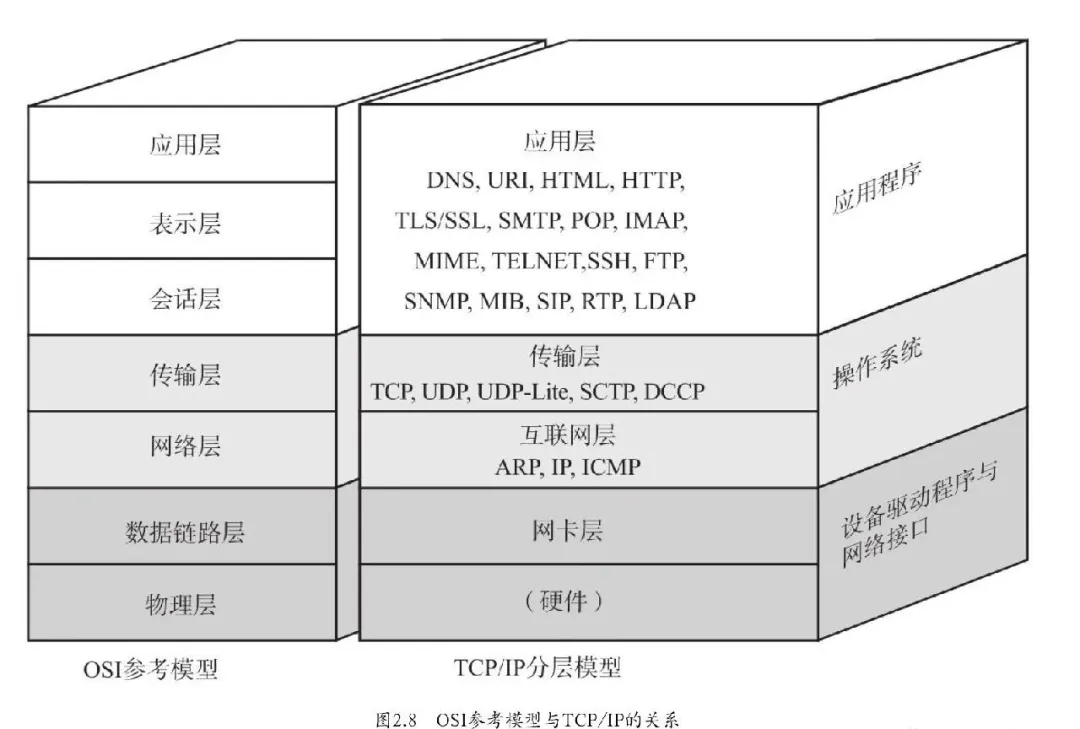 应用层
表示层
会话层
传输层
网络层
数据链路层
物理层
OSI参考模型
应用层
DNS, URI, HTML, HTTP,
TLS/SSL, SMTP, POP, IMAP,
MIME, TELNET,SSH, FTP,
SNMP, MIB, SIP, RTP, LDAP
传输层
TCP, UDP, UDP-Lite, SCTP, DCCP
互联网层
ARP, IP, ICMP
网卡层
（硬件）
TCP/IP分层模型
应用程序
操作系统
设备驱动程序与
网络接口
图2.8 OSI参考模型与TCP/IP的关系